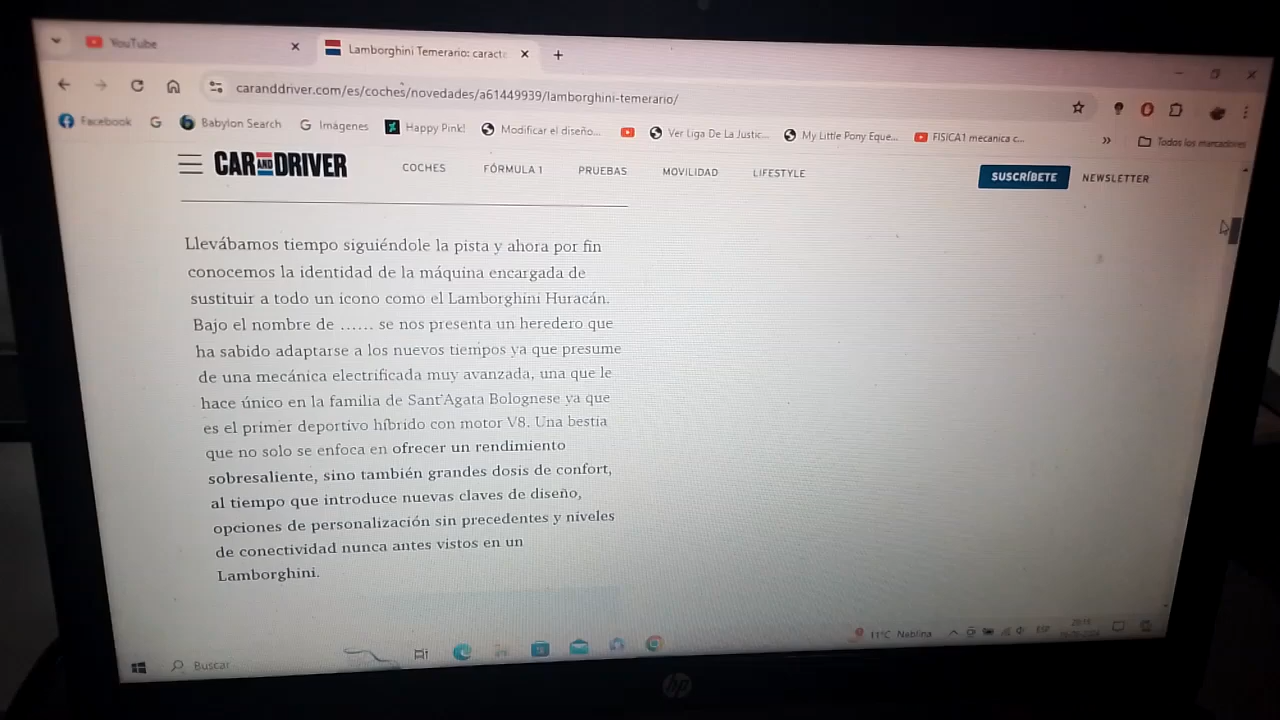 YouTube
Lamborghini Temerario: caracte
caranddriver.com/es/coches/novedades/a61449939/lamborghini-temerario/
Facebook G Babylon Search G Imágenes Happy Pink! Modificar el diseño... Ver Liga De La Justic... My Little Pony Eque... FISICA1 mecanica c... » Todos los marcadores
CAR AND DRIVER COCHES FÓRMULA 1 PRUEBAS MOVILIDAD LIFESTYLE SUSCRÍBETE NEWSLETTER
Llevábamos tiempo siguiéndole la pista y ahora por fin
conocemos la identidad de la máquina encargada de
sustituir a todo un icono como el Lamborghini Huracán.
Bajo el nombre de ...... se nos presenta un heredero que
ha sabido adaptarse a los nuevos tiempos ya que presume
de una mecánica electrificada muy avanzada, una que le
hace único en la familia de Sant'Agata Bolognese ya que
es el primer deportivo híbrido con motor V8. Una bestia
que no solo se enfoca en ofrecer un rendimiento
sobresaliente, sino también grandes dosis de confort,
al tiempo que introduce nuevas claves de diseño,
opciones de personalización sin precedentes y niveles
de conectividad nunca antes vistos en un
Lamborghini.
Buscar
11°C Neblina
ESP
hp